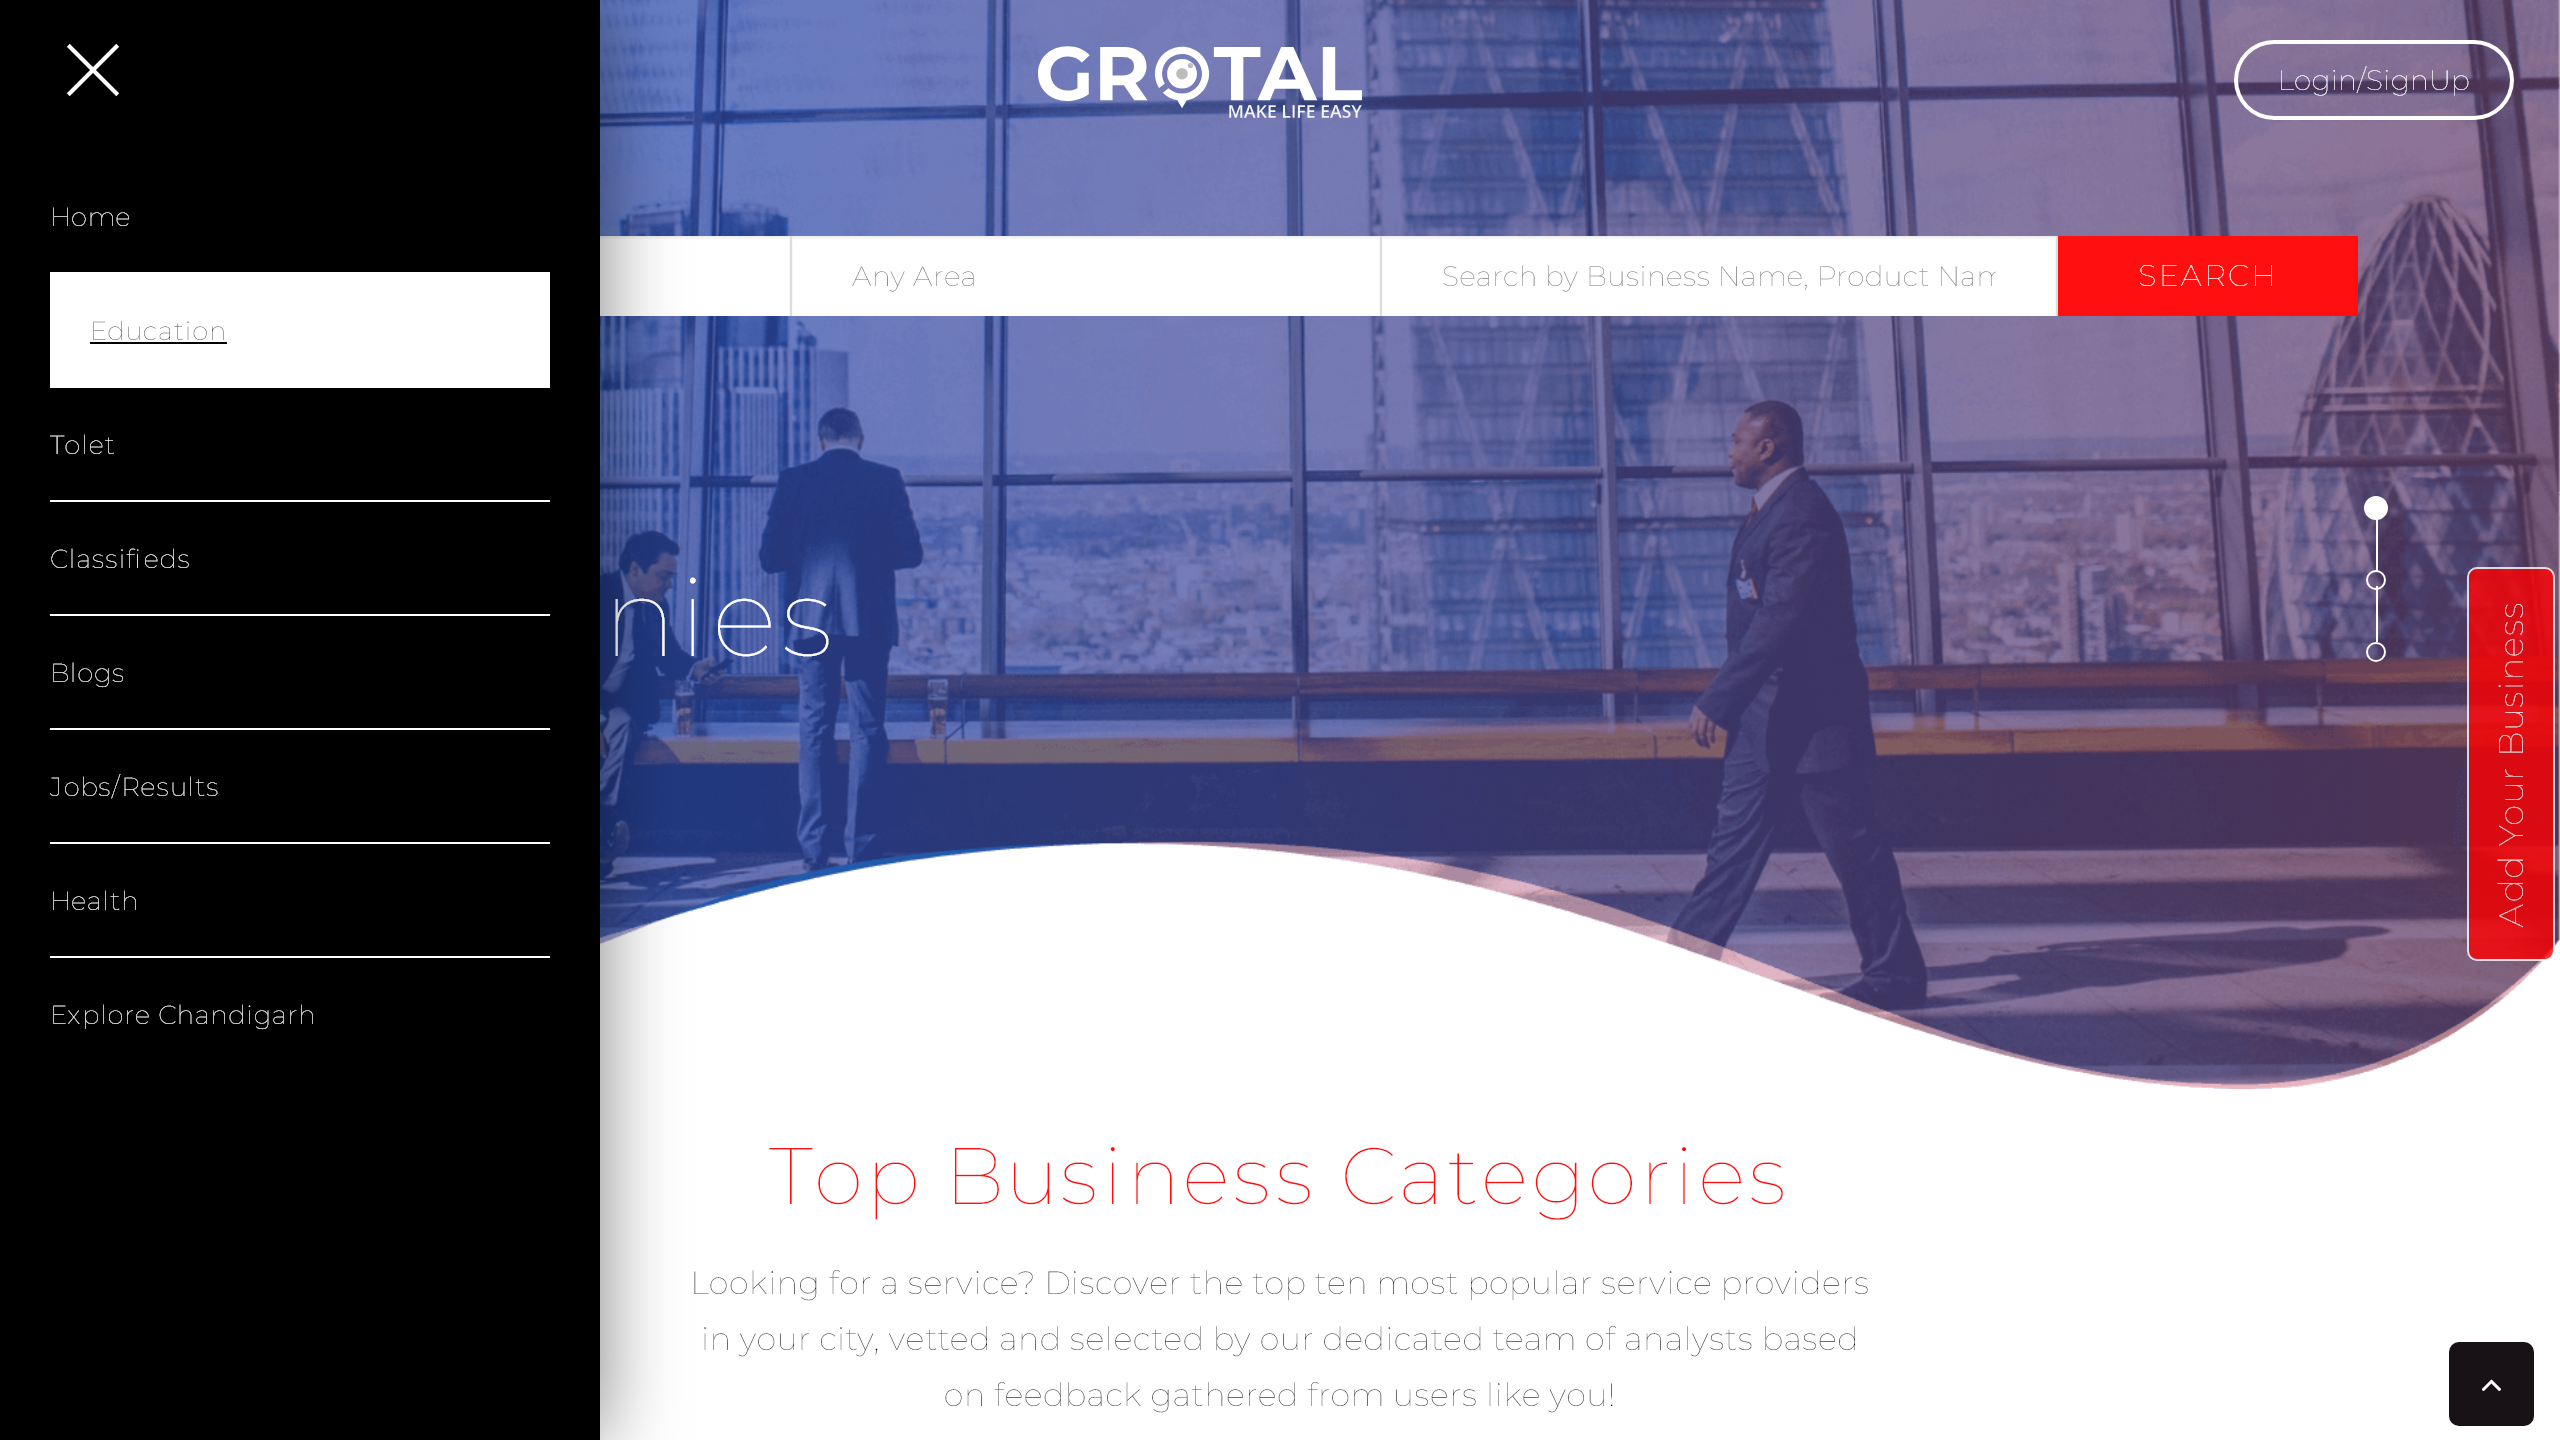 GROTAL
MAKE LIFE EASY
Login/SignUp
Home
Education
Tolet
Classifieds
Blogs
Jobs/Results
Health
Explore Chandigarh
Any Area
Search by Business Name, Product Nam
SEARCH
nies
Add Your Business
Top Business Categories
Looking for a service? Discover the top ten most popular service providers
in your city, vetted and selected by our dedicated team of analysts based
on feedback gathered from users like you!